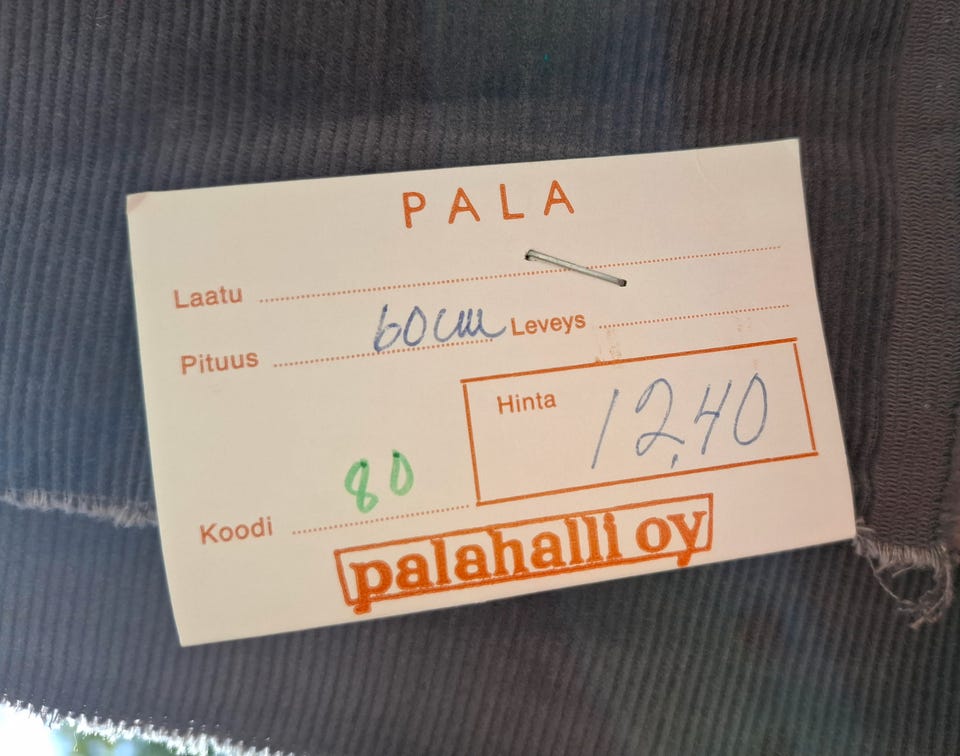 PALA
Laatu
Pituus 60cm Leveys
Hinta 12,40
Koodi 80
palahalli oy